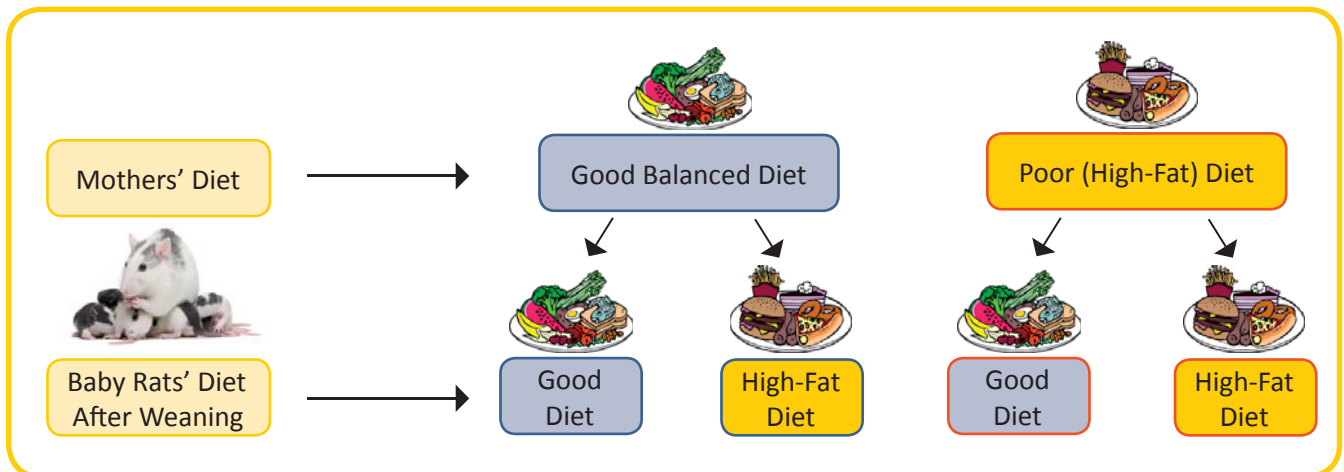 Mothers' Diet
Good Balanced Diet
Poor (High-Fat) Diet
Baby Rats' Diet
After Weaning
Good
Diet
High-Fat
Diet
Good
Diet
High-Fat
Diet